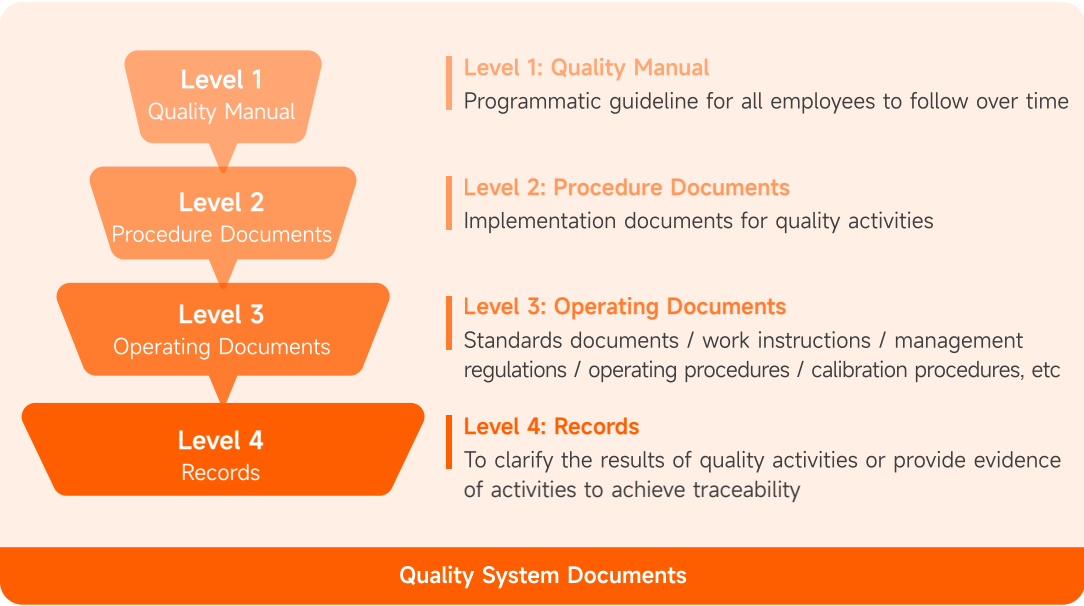 Level 1
Quality Manual
Level 1: Quality Manual
Programmatic guideline for all employees to follow over time
Level 2
Procedure Documents
Level 2: Procedure Documents
Implementation documents for quality activities
Level 3
Operating Documents
Level 3: Operating Documents
Standards documents / work instructions / management
regulations / operating procedures / calibration procedures, etc
Level 4
Records
Level 4: Records
To clarify the results of quality activities or provide evidence
of activities to achieve traceability
Quality System Documents